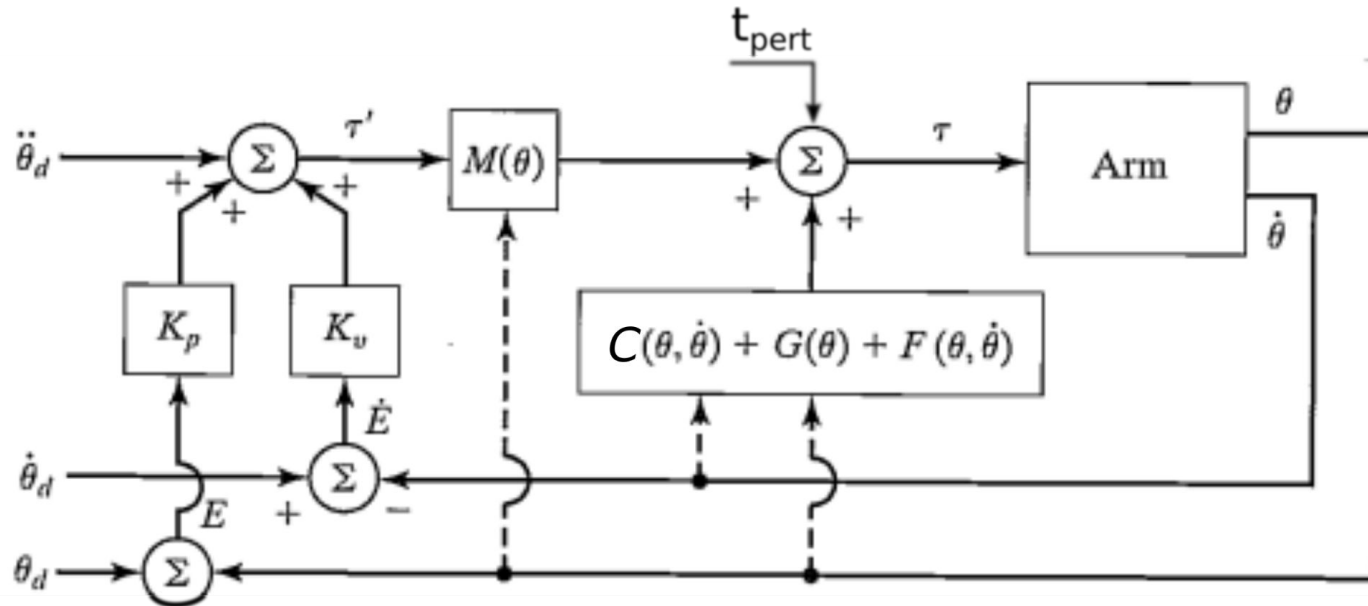 t_pert
θ̈_d
Σ
τ′
M(θ)
Σ
τ
Arm
θ
θ̇
+
+
+
+
+
K_p
K_v
C(θ, θ̇) + G(θ) + F(θ, θ̇)
Ė
θ̇_d
Σ
+
−
E
θ_d
Σ